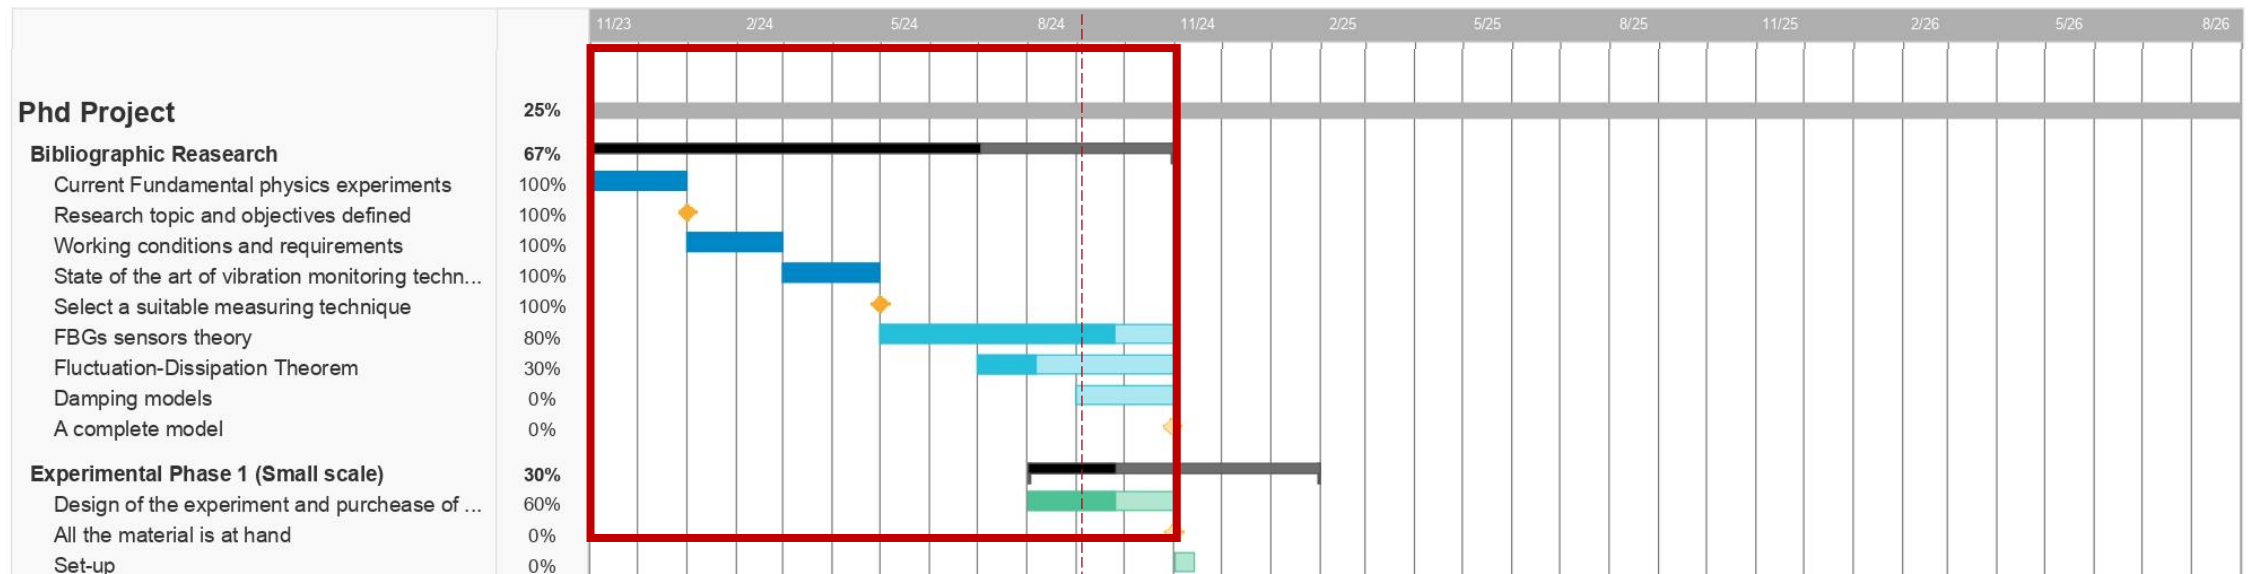 11/23 2/24 5/24 8/24 11/24 2/25 5/25 8/25 11/25 2/26 5/26 8/26
Phd Project 25%
Bibliographic Reasearch 67%
Current Fundamental physics experiments 100%
Research topic and objectives defined 100%
Working conditions and requirements 100%
State of the art of vibration monitoring techn... 100%
Select a suitable measuring technique 100%
FBGs sensors theory 80%
Fluctuation-Dissipation Theorem 30%
Damping models 0%
A complete model 0%
Experimental Phase 1 (Small scale) 30%
Design of the experiment and purchease of ... 60%
All the material is at hand 0%
Set-up 0%